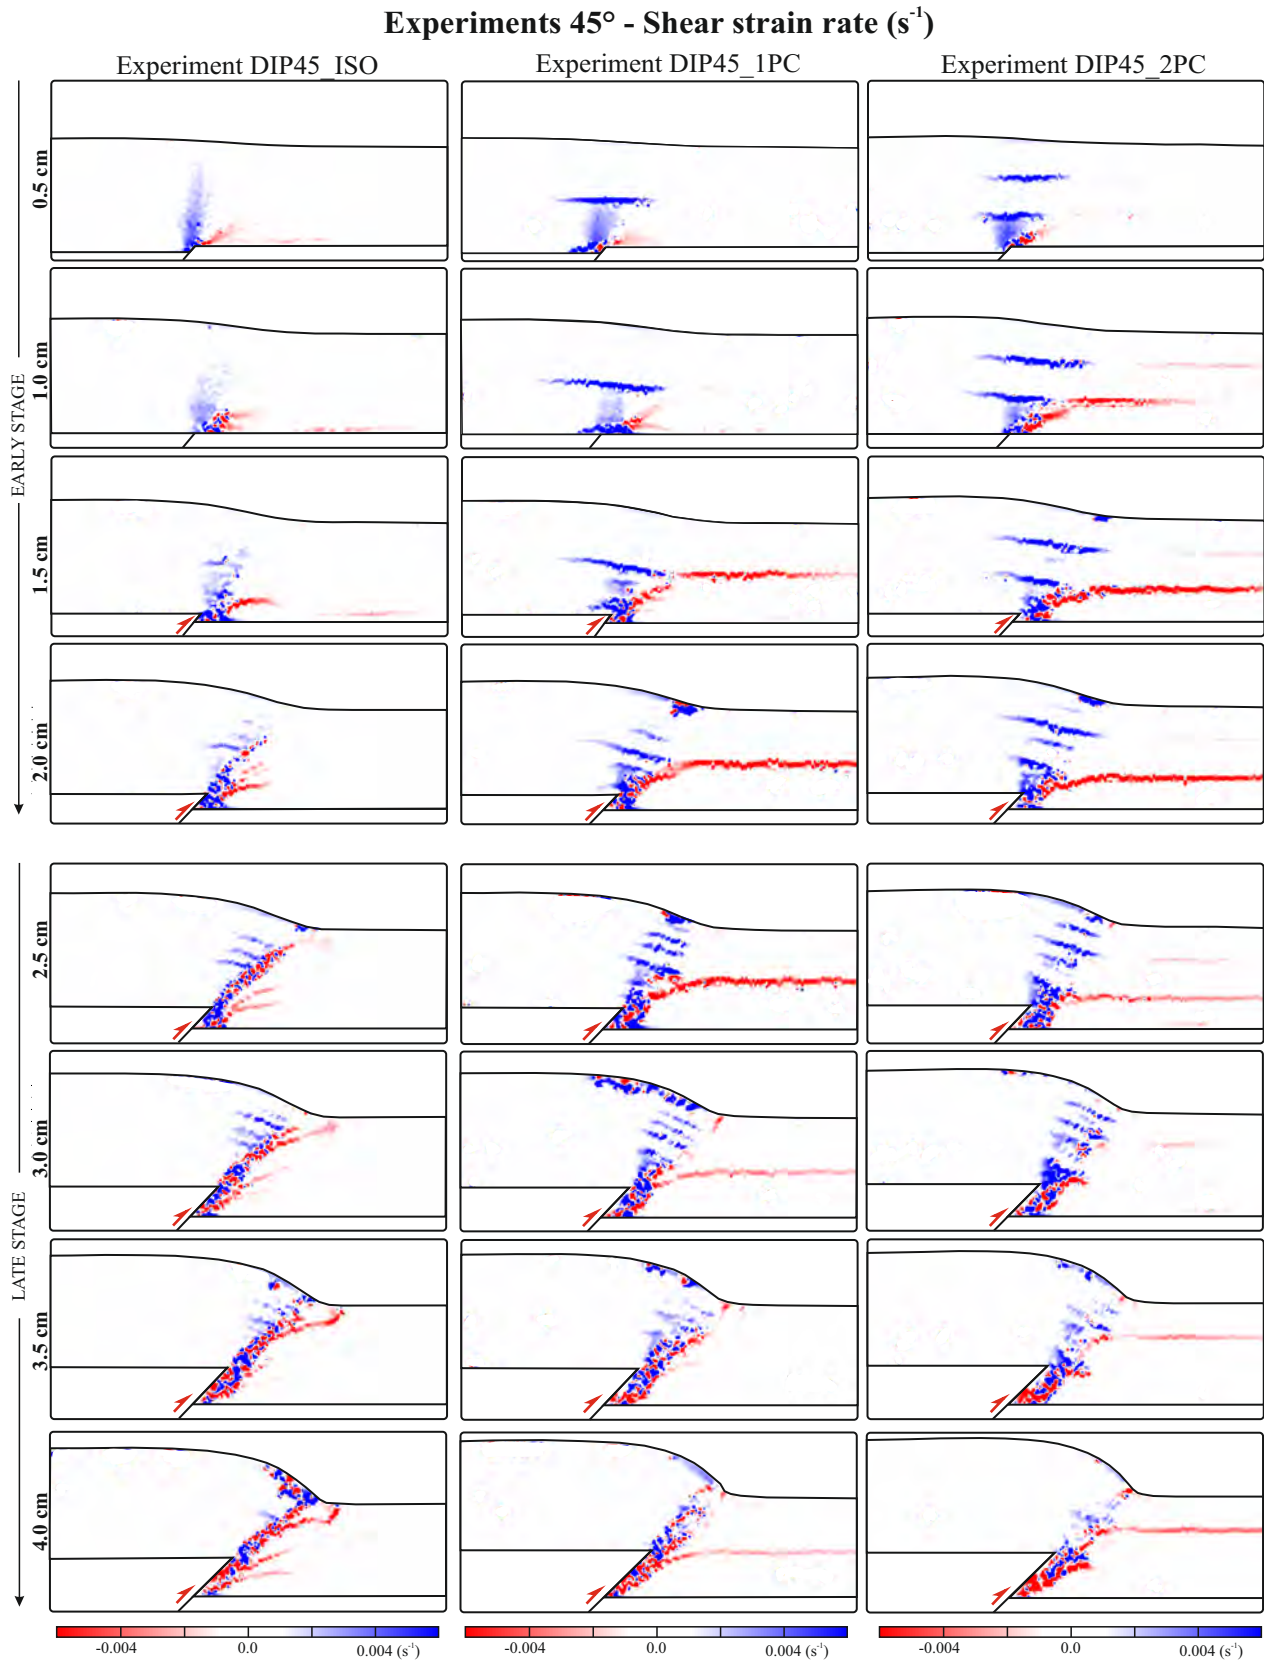 Experiments 45° - Shear strain rate (s⁻¹)
Experiment DIP45_ISO
Experiment DIP45_1PC
Experiment DIP45_2PC
EARLY STAGE
0.5 cm
1.0 cm
1.5 cm
2.0 cm
LATE STAGE
2.5 cm
3.0 cm
3.5 cm
4.0 cm
-0.004 0.0 0.004 (s⁻¹)
-0.004 0.0 0.004 (s⁻¹)
-0.004 0.0 0.004 (s⁻¹)